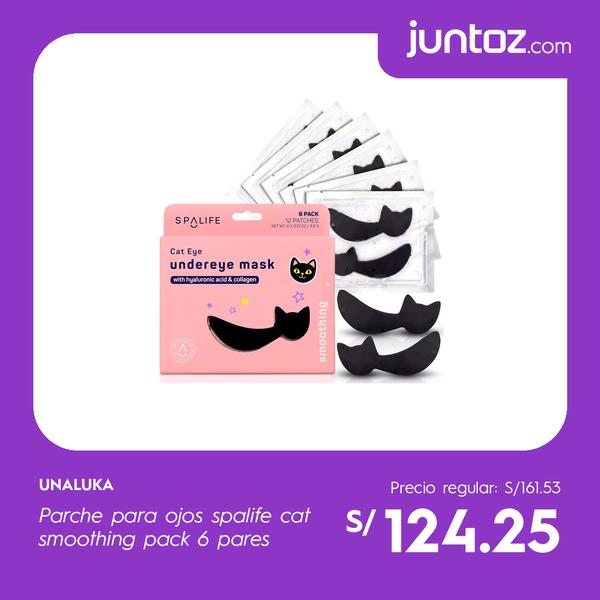 juntoz.com
SPALIFE
6 PACK
12 PATCHES
Cat Eye
undereye mask
with hyaluronic acid & collagen
smoothing
UNALUKA
Parche para ojos spalife cat
smoothing pack 6 pares
Precio regular: S/161.53
S/ 124.25